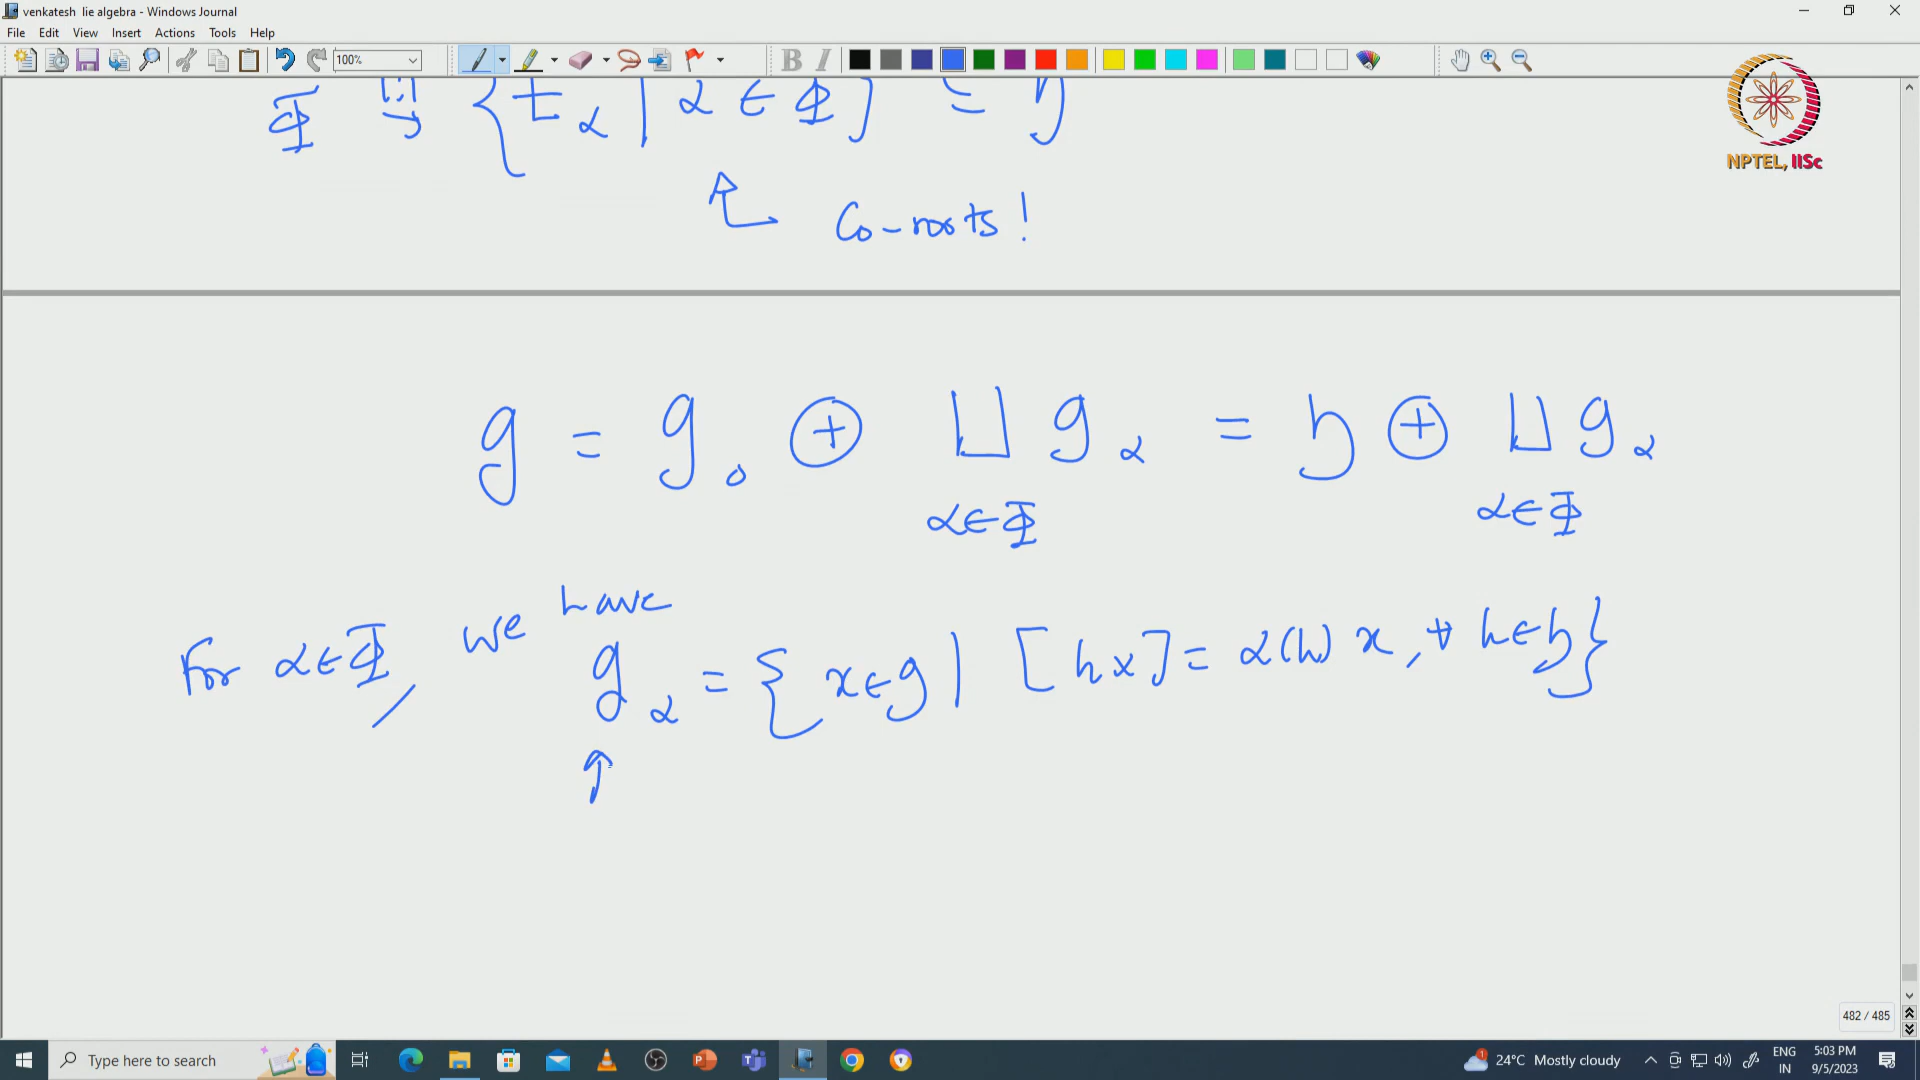 venkatesh lie algebra - Windows Journal
File Edit View Insert Actions Tools Help
100%
NPTEL, IISc
Φ 1:1→ { t_α | α ∈ Φ } ⊆ 𝔥
Co-roots!
g = g_0 ⊕ ⨆_{α∈Φ} g_α = 𝔥 ⊕ ⨆_{α∈Φ} g_α
For α∈Φ, we have
g_α = { x∈g | [h x] = α(h) x, ∀ h∈𝔥 }
482 / 485
Type here to search
24°C Mostly cloudy
ENG
IN
5:03 PM
9/5/2023